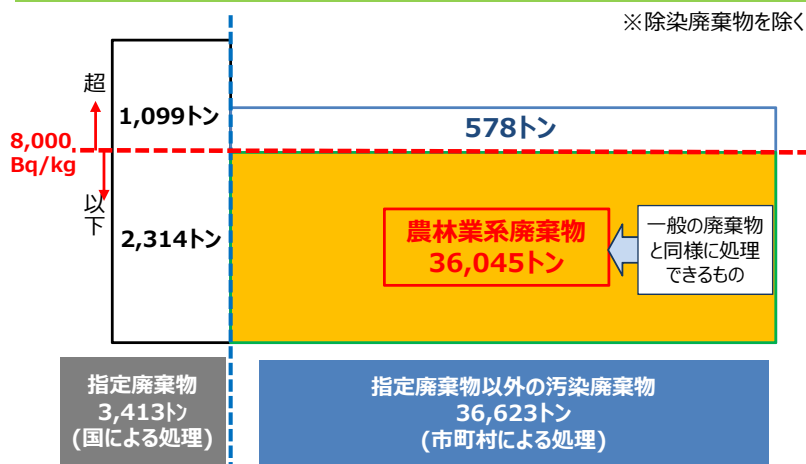 ※除染廃棄物を除く
超
1,099トン
578トン
8,000
Bq/kg
以下
2,314トン
農林業系廃棄物
36,045トン
一般の廃棄物
と同様に処理
できるもの
指定廃棄物
3,413トン
(国による処理)
指定廃棄物以外の汚染廃棄物
36,623トン
(市町村による処理)